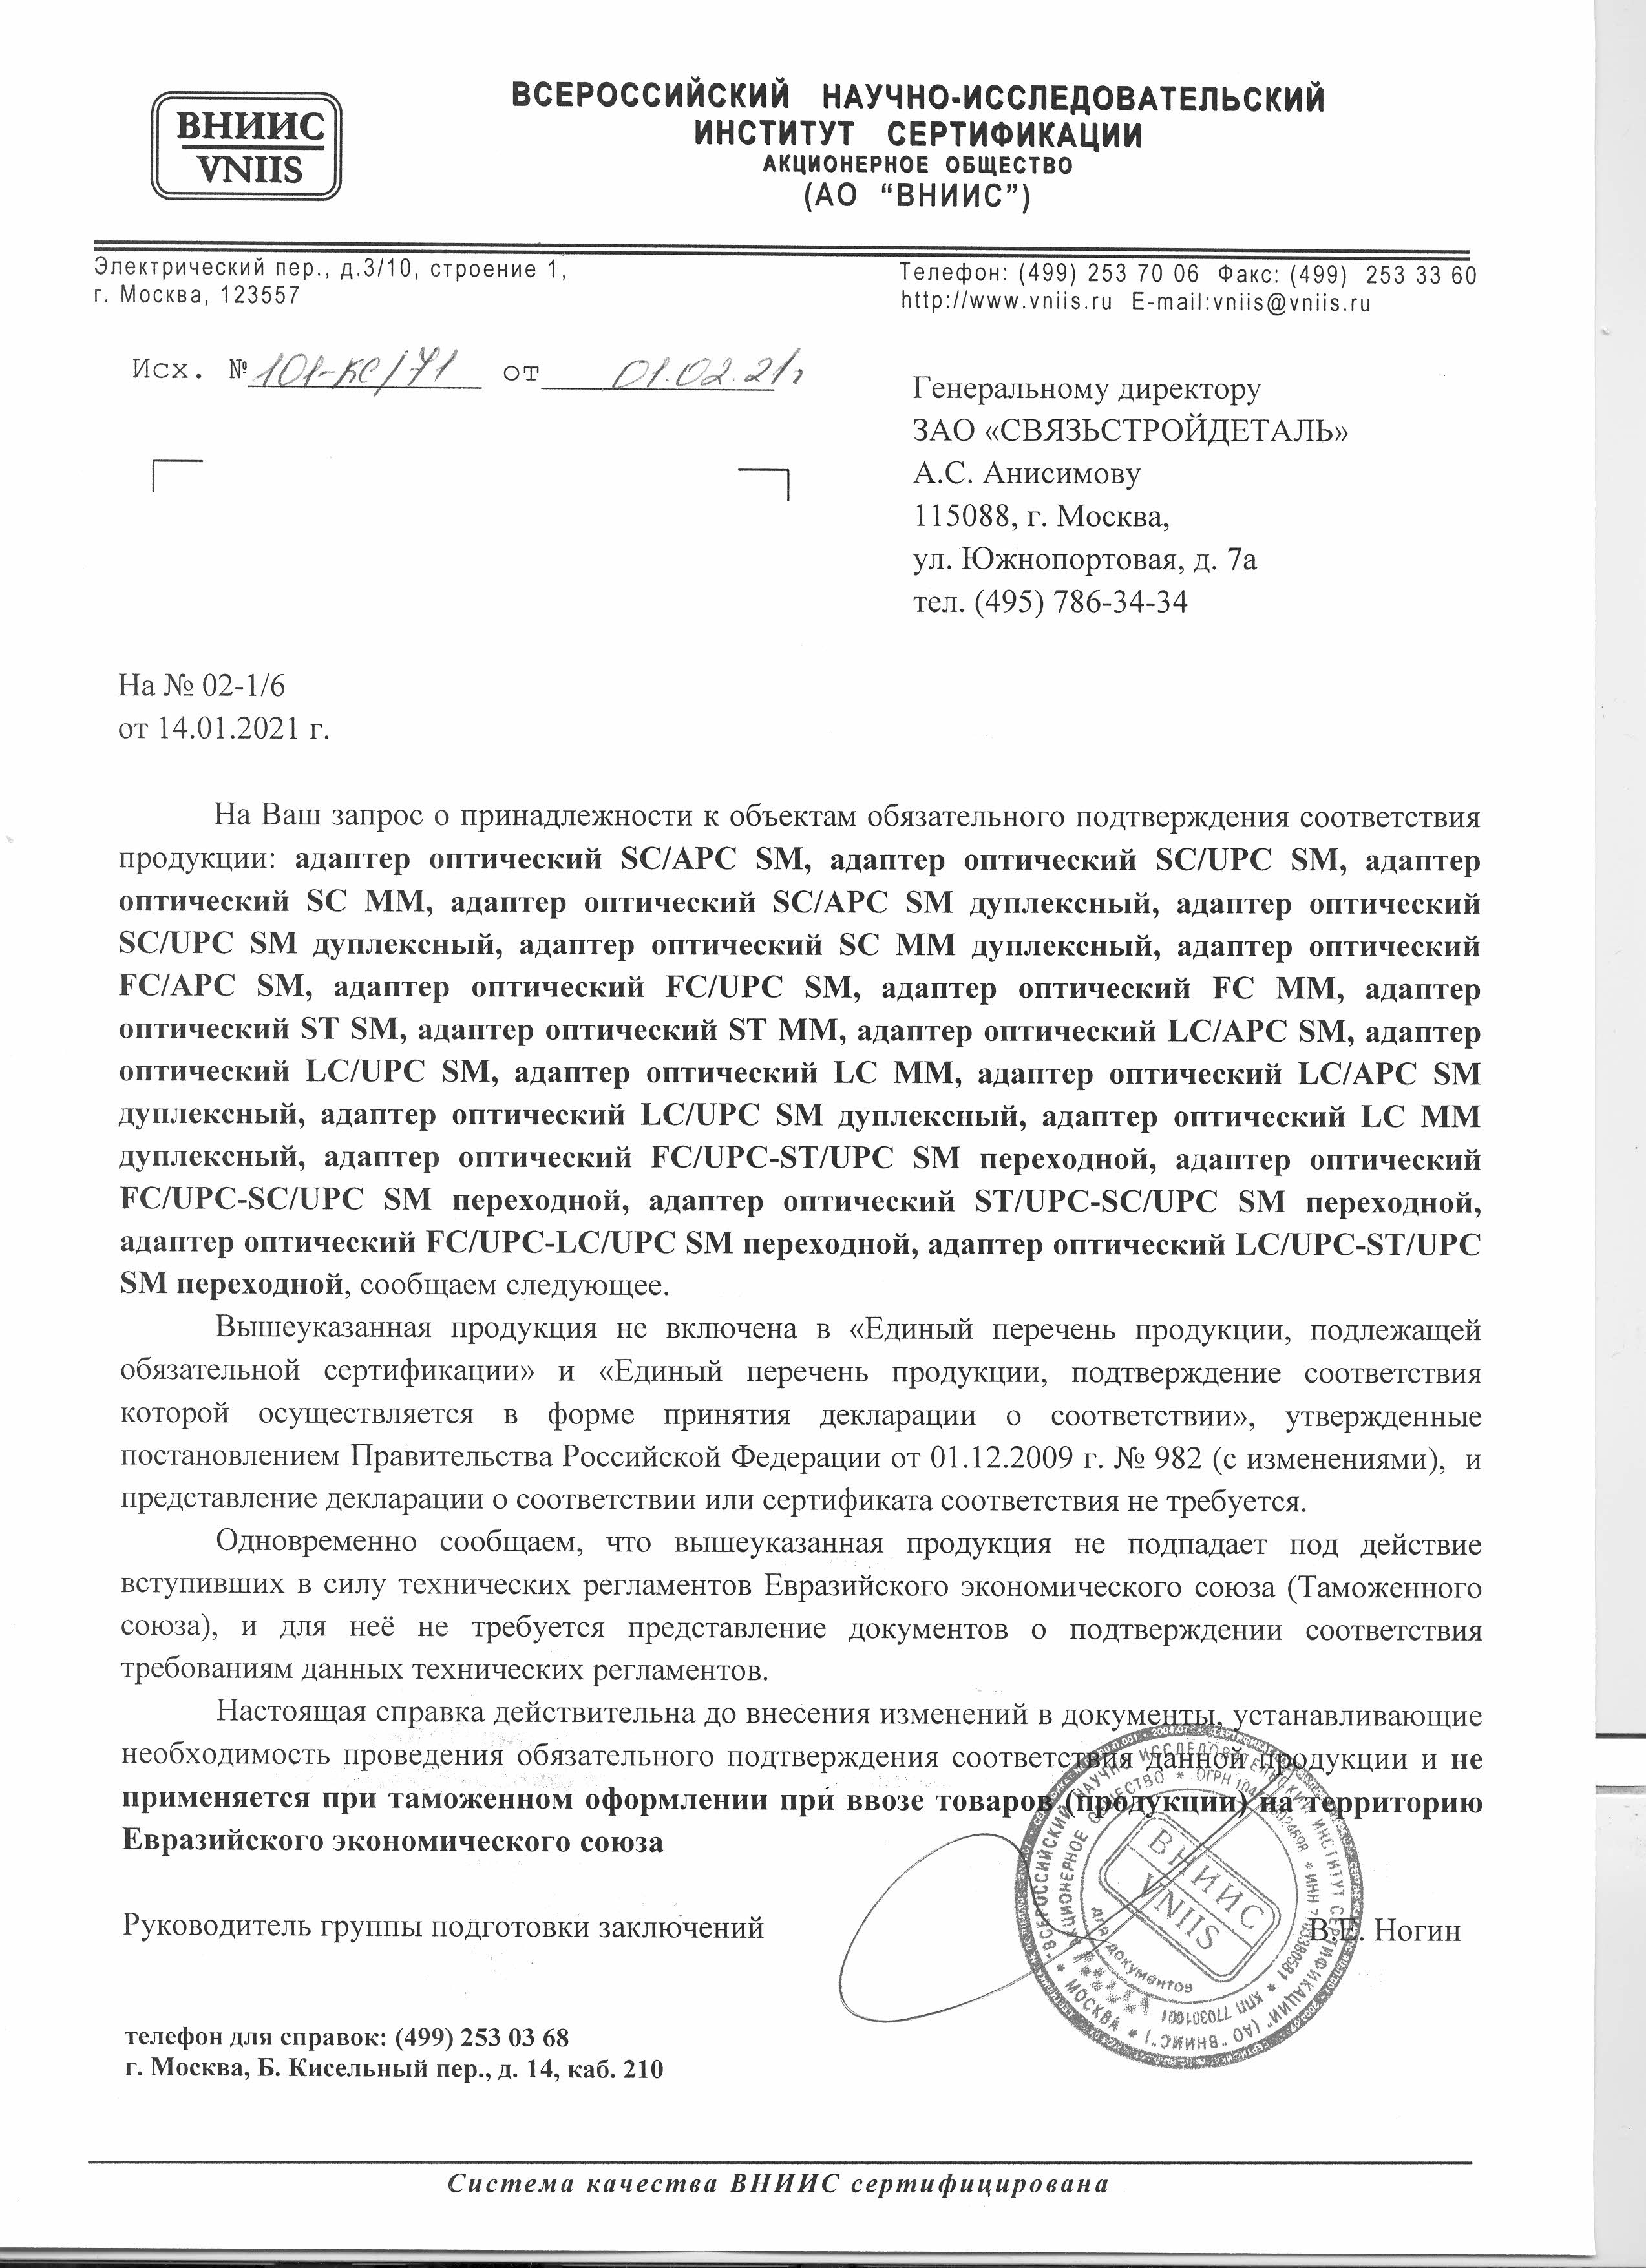 ВНИИС
VNIIS
ВСЕРОССИЙСКИЙ НАУЧНО-ИССЛЕДОВАТЕЛЬСКИЙ
ИНСТИТУТ СЕРТИФИКАЦИИ
АКЦИОНЕРНОЕ ОБЩЕСТВО
(АО “ВНИИС”)
Электрический пер., д.3/10, строение 1,
г. Москва, 123557
Телефон: (499) 253 70 06 Факс: (499) 253 33 60
http://www.vniis.ru E-mail:vniis@vniis.ru
Исх. № 101-КС/71 от 01.02.21г
Генеральному директору
ЗАО «СВЯЗЬСТРОЙДЕТАЛЬ»
А.С. Анисимову
115088, г. Москва,
ул. Южнопортовая, д. 7а
тел. (495) 786-34-34
На № 02-1/6
от 14.01.2021 г.
На Ваш запрос о принадлежности к объектам обязательного подтверждения соответствия
продукции: адаптер оптический SC/APC SM, адаптер оптический SC/UPC SM, адаптер
оптический SC MM, адаптер оптический SC/APC SM дуплексный, адаптер оптический
SC/UPC SM дуплексный, адаптер оптический SC MM дуплексный, адаптер оптический
FC/APC SM, адаптер оптический FC/UPC SM, адаптер оптический FC MM, адаптер
оптический ST SM, адаптер оптический ST MM, адаптер оптический LC/APC SM, адаптер
оптический LC/UPC SM, адаптер оптический LC MM, адаптер оптический LC/APC SM
дуплексный, адаптер оптический LC/UPC SM дуплексный, адаптер оптический LC MM
дуплексный, адаптер оптический FC/UPC-ST/UPC SM переходной, адаптер оптический
FC/UPC-SC/UPC SM переходной, адаптер оптический ST/UPC-SC/UPC SM переходной,
адаптер оптический FC/UPC-LC/UPC SM переходной, адаптер оптический LC/UPC-ST/UPC
SM переходной, сообщаем следующее.
Вышеуказанная продукция не включена в «Единый перечень продукции, подлежащей
обязательной сертификации» и «Единый перечень продукции, подтверждение соответствия
которой осуществляется в форме принятия декларации о соответствии», утвержденные
постановлением Правительства Российской Федерации от 01.12.2009 г. № 982 (с изменениями), и
представление декларации о соответствии или сертификата соответствия не требуется.
Одновременно сообщаем, что вышеуказанная продукция не подпадает под действие
вступивших в силу технических регламентов Евразийского экономического союза (Таможенного
союза), и для неё не требуется представление документов о подтверждении соответствия
требованиям данных технических регламентов.
Настоящая справка действительна до внесения изменений в документы, устанавливающие
необходимость проведения обязательного подтверждения соответствия данной продукции и не
применяется при таможенном оформлении при ввозе товаров (продукции) на территорию
Евразийского экономического союза
Руководитель группы подготовки заключений
В.Е. Ногин
ВСЕРОССИЙСКИЙ НАУЧНО-ИССЛЕДОВАТЕЛЬСКИЙ ИНСТИТУТ СЕРТИФИКАЦИИ" (АО "ВНИИС") * МОСКВА *
АКЦИОНЕРНОЕ ОБЩЕСТВО * ОГРН * ИНН * КПП 770301001
ВНИИС
VNIIS
для документов
телефон для справок: (499) 253 03 68
г. Москва, Б. Кисельный пер., д. 14, каб. 210
Система качества ВНИИС сертифицирована